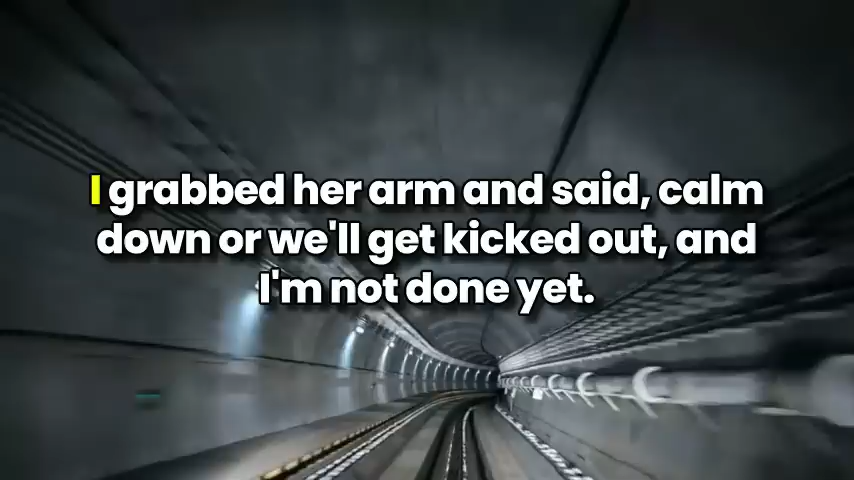 I grabbed her arm and said, calm
down or we'll get kicked out, and
I'm not done yet.